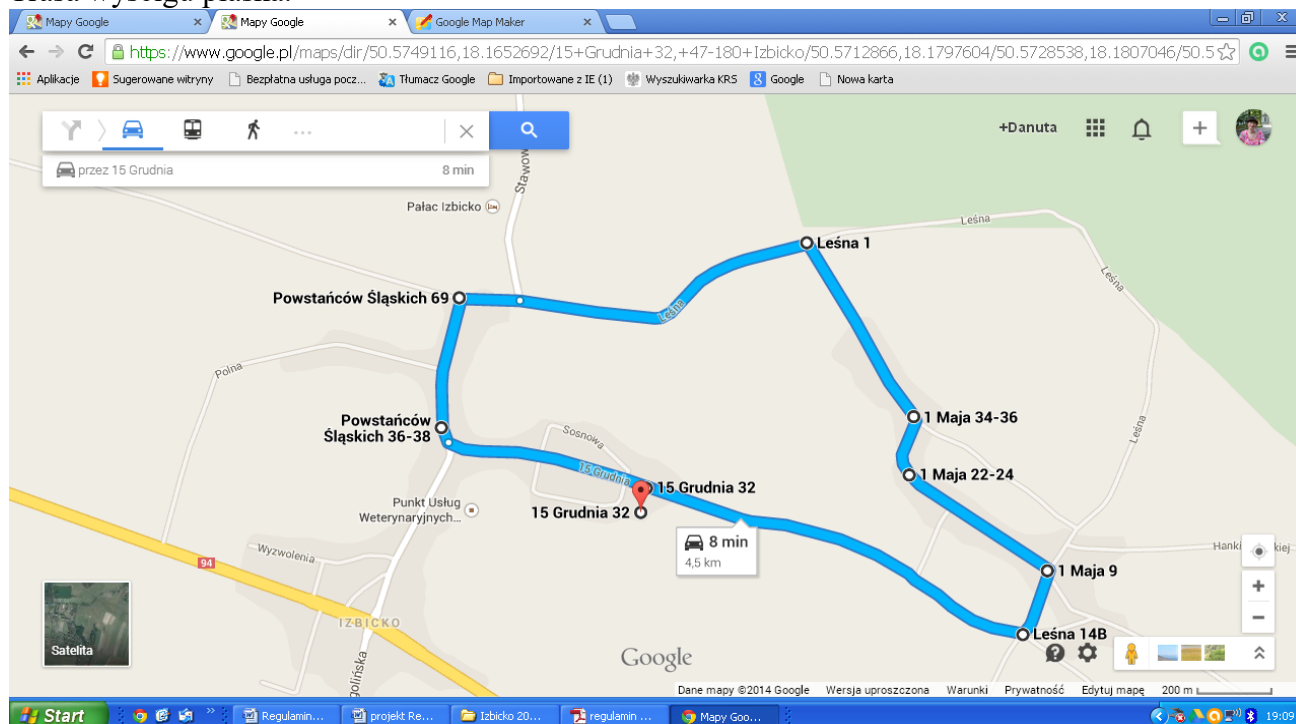 Mapy Google
Mapy Google
Google Map Maker
https://www.google.pl/maps/dir/50.5749116,18.1652692/15+Grudnia+32,+47-180+Izbicko/50.5712866,18.1797604/50.5728538,18.1807046/50.5
Aplikacje
Sugerowane witryny
Bezpłatna usługa pocz...
Tłumacz Google
Importowane z IE (1)
Wyszukiwarka KRS
Google
Nowa karta
+Danuta
przez 15 Grudnia
8 min
Stawow
Pałac Izbicko
Leśna
Leśna 1
Leśna
Powstańców Śląskich 69
Leśna
Polna
Powstańców
Śląskich 36-38
1 Maja 34-36
Sosnowa
Leśna
15 Grudnia
1 Maja 22-24
15 Grudnia 32
Punkt Usług
Weterynaryjnych...
15 Grudnia 32
8 min
4,5 km
Wyzwolenia
94
Hanki
kiej
1 Maja 9
IZBICKO
Leśna 14B
Satelita
Google
golińska
Dane mapy ©2014 Google
Wersja uproszczona
Warunki
Prywatność
Edytuj mapę
200 m
Start
Regulamin...
projekt Re...
Izbicko 20...
regulamin ...
Mapy Goo...
19:09